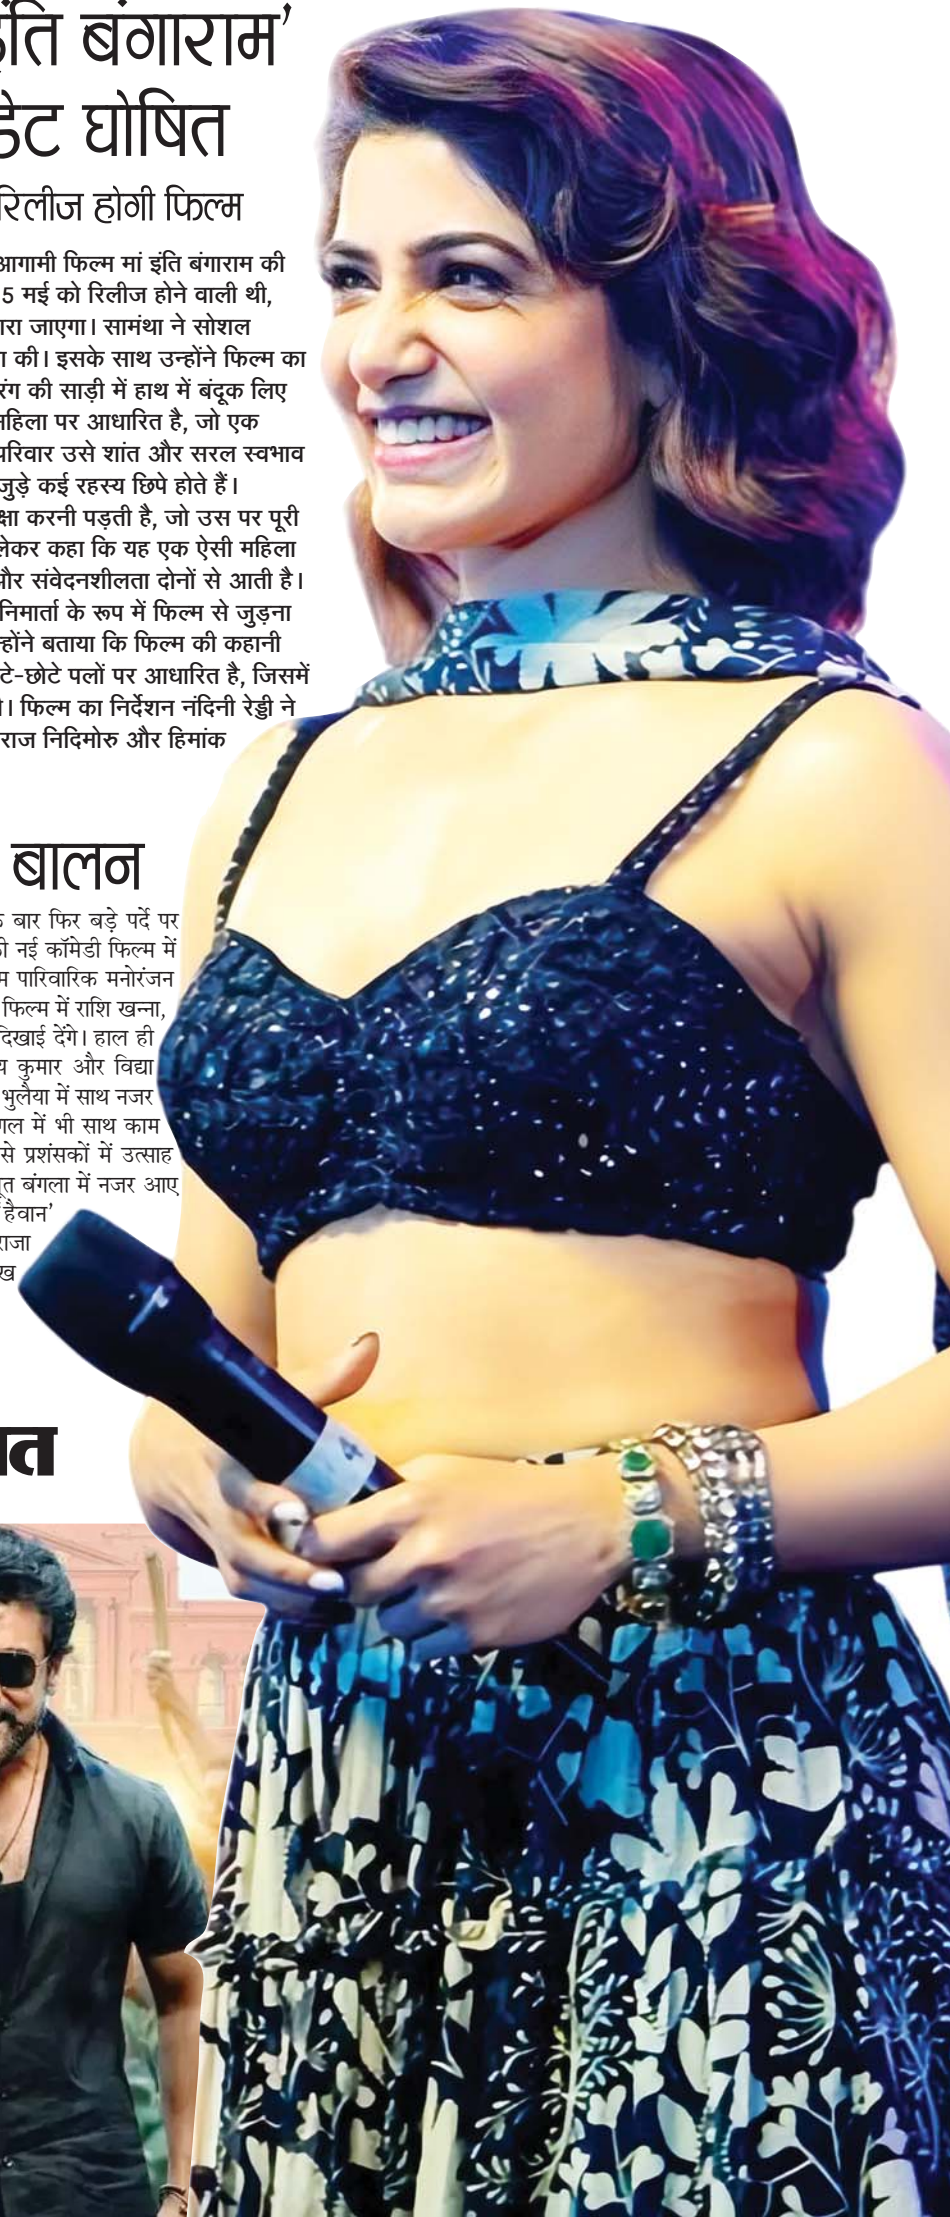 इंति बंगाराम'
डेट घोषित
रिलीज होगी फिल्म
आगामी फिल्म मां इंति बंगाराम की
5 मई को रिलीज होने वाली थी,
जाएगा। सामंथा ने सोशल
की। इसके साथ उन्होंने फिल्म का
रंग की साड़ी में हाथ में बंदूक लिए
महिला पर आधारित है, जो एक
परिवार उसे शांत और सरल स्वभाव
जुड़े कई रहस्य छिपे होते हैं।
करनी पड़ती है, जो उस पर पूरी
लेकर कहा कि यह एक ऐसी महिला
और संवेदनशीलता दोनों से आती है।
निमार्ता के रूप में फिल्म से जुड़ना
उन्होंने बताया कि फिल्म की कहानी
टे-छोटे पलों पर आधारित है, जिसमें
। फिल्म का निर्देशन नंदिनी रेड्डी ने
राज निदिमोरु और हिमांक
बालन
बार फिर बड़े पर्दे पर
नई कॉमेडी फिल्म में
पारिवारिक मनोरंजन
फिल्म में राशि खन्ना,
दिखाई देंगे। हाल ही
कुमार और विद्या
भुलैया में साथ नजर
में भी साथ काम
से प्रशंसकों में उत्साह
बंगला में नजर आए
हैवान'
4